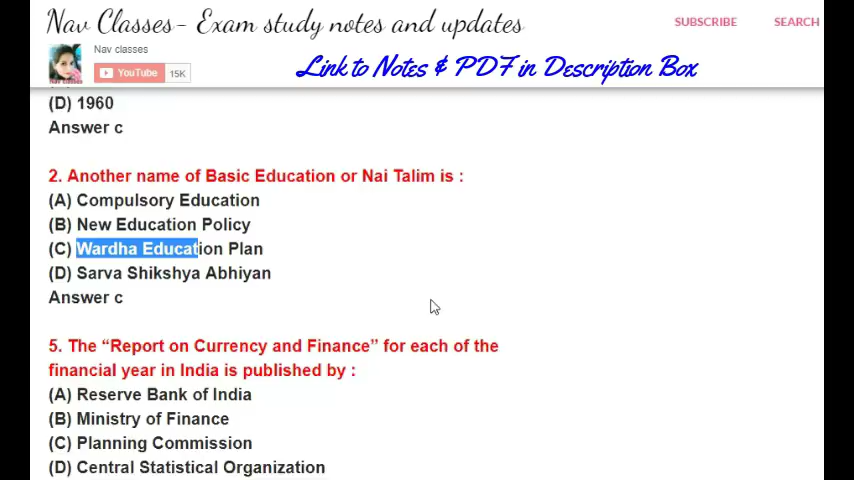 Nav Classes- Exam study notes and updates
SUBSCRIBE
SEARCH
Nav classes
YouTube 15K
Link to Notes & PDF in Description Box
(D) 1960
Answer c
2. Another name of Basic Education or Nai Talim is :
(A) Compulsory Education
(B) New Education Policy
(C) Wardha Education Plan
(D) Sarva Shikshya Abhiyan
Answer c
5. The “Report on Currency and Finance” for each of the
financial year in India is published by :
(A) Reserve Bank of India
(B) Ministry of Finance
(C) Planning Commission
(D) Central Statistical Organization